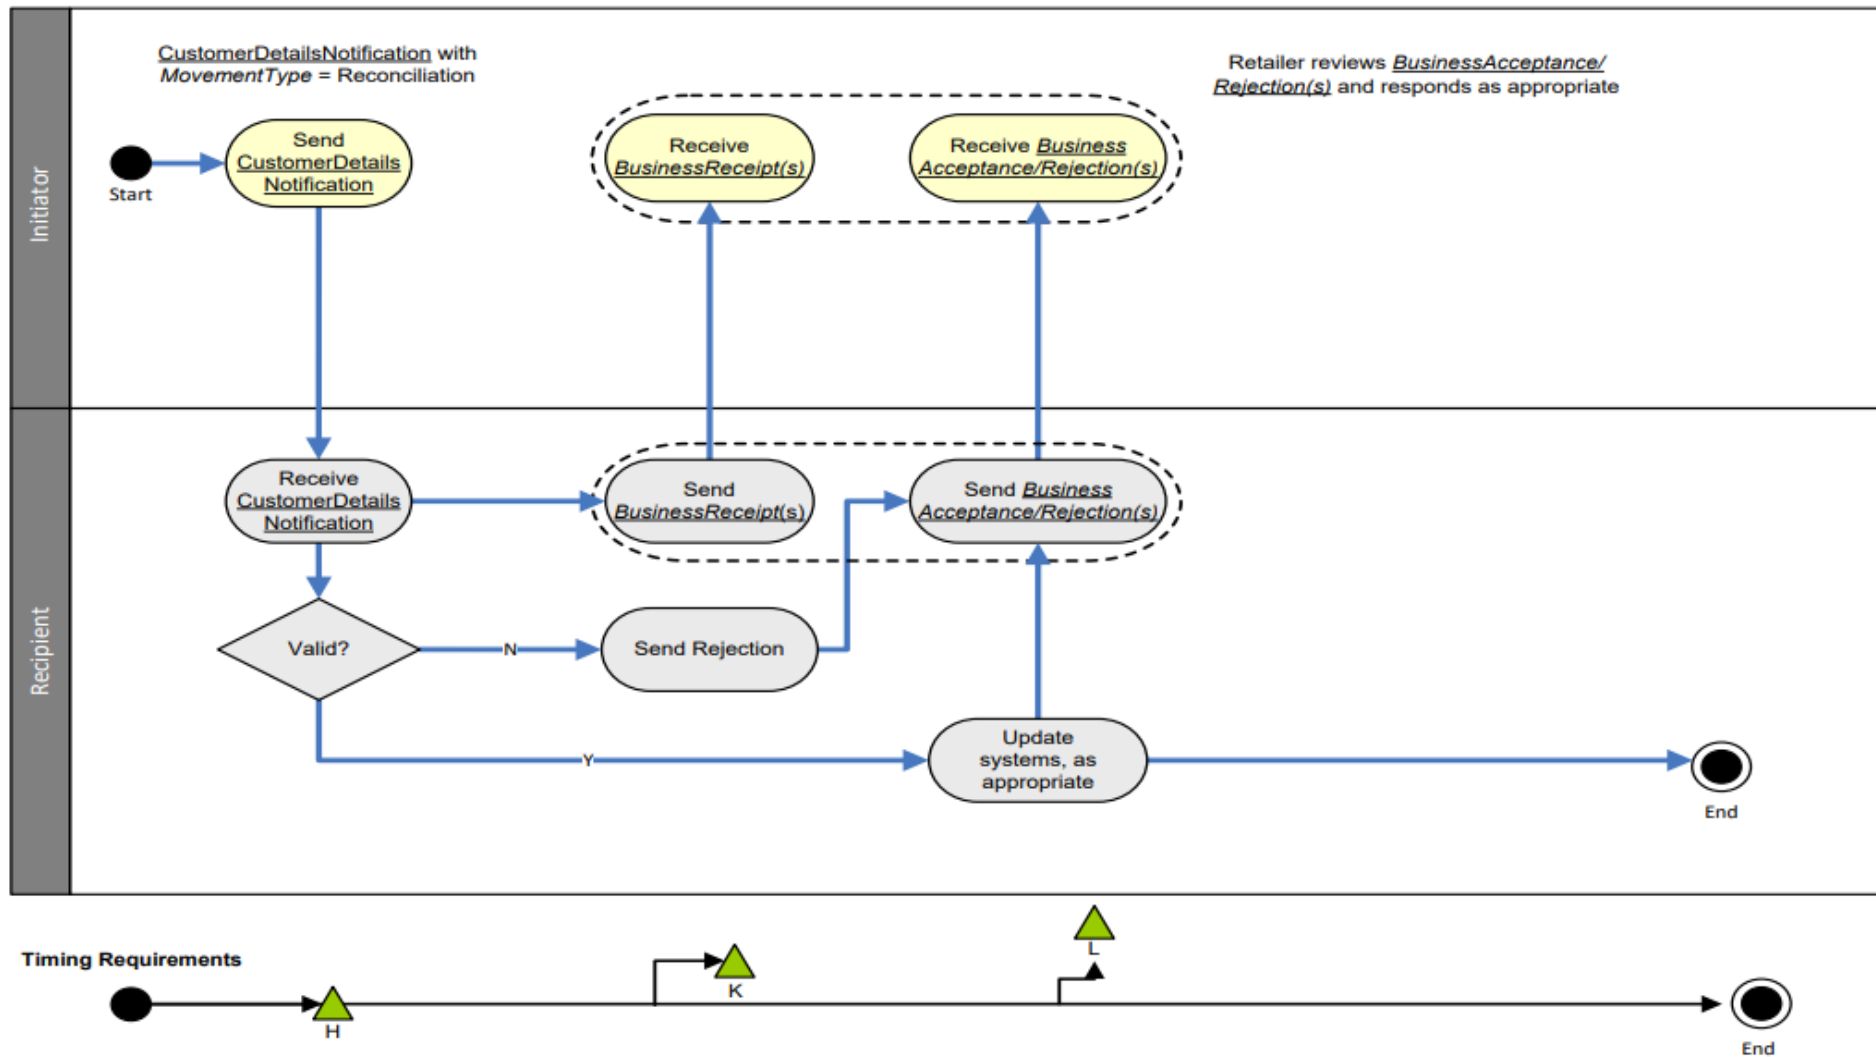 CustomerDetailsNotification with
MovementType = Reconciliation
Retailer reviews BusinessAcceptance/
Rejection(s) and responds as appropriate
Initiator
Start
Send
CustomerDetails
Notification
Receive
BusinessReceipt(s)
Receive Business
Acceptance/Rejection(s)
Recipient
Receive
CustomerDetails
Notification
Send
BusinessReceipt(s)
Send Business
Acceptance/Rejection(s)
Valid?
N
Send Rejection
Y
Update
systems, as
appropriate
End
Timing Requirements
H
K
L
End